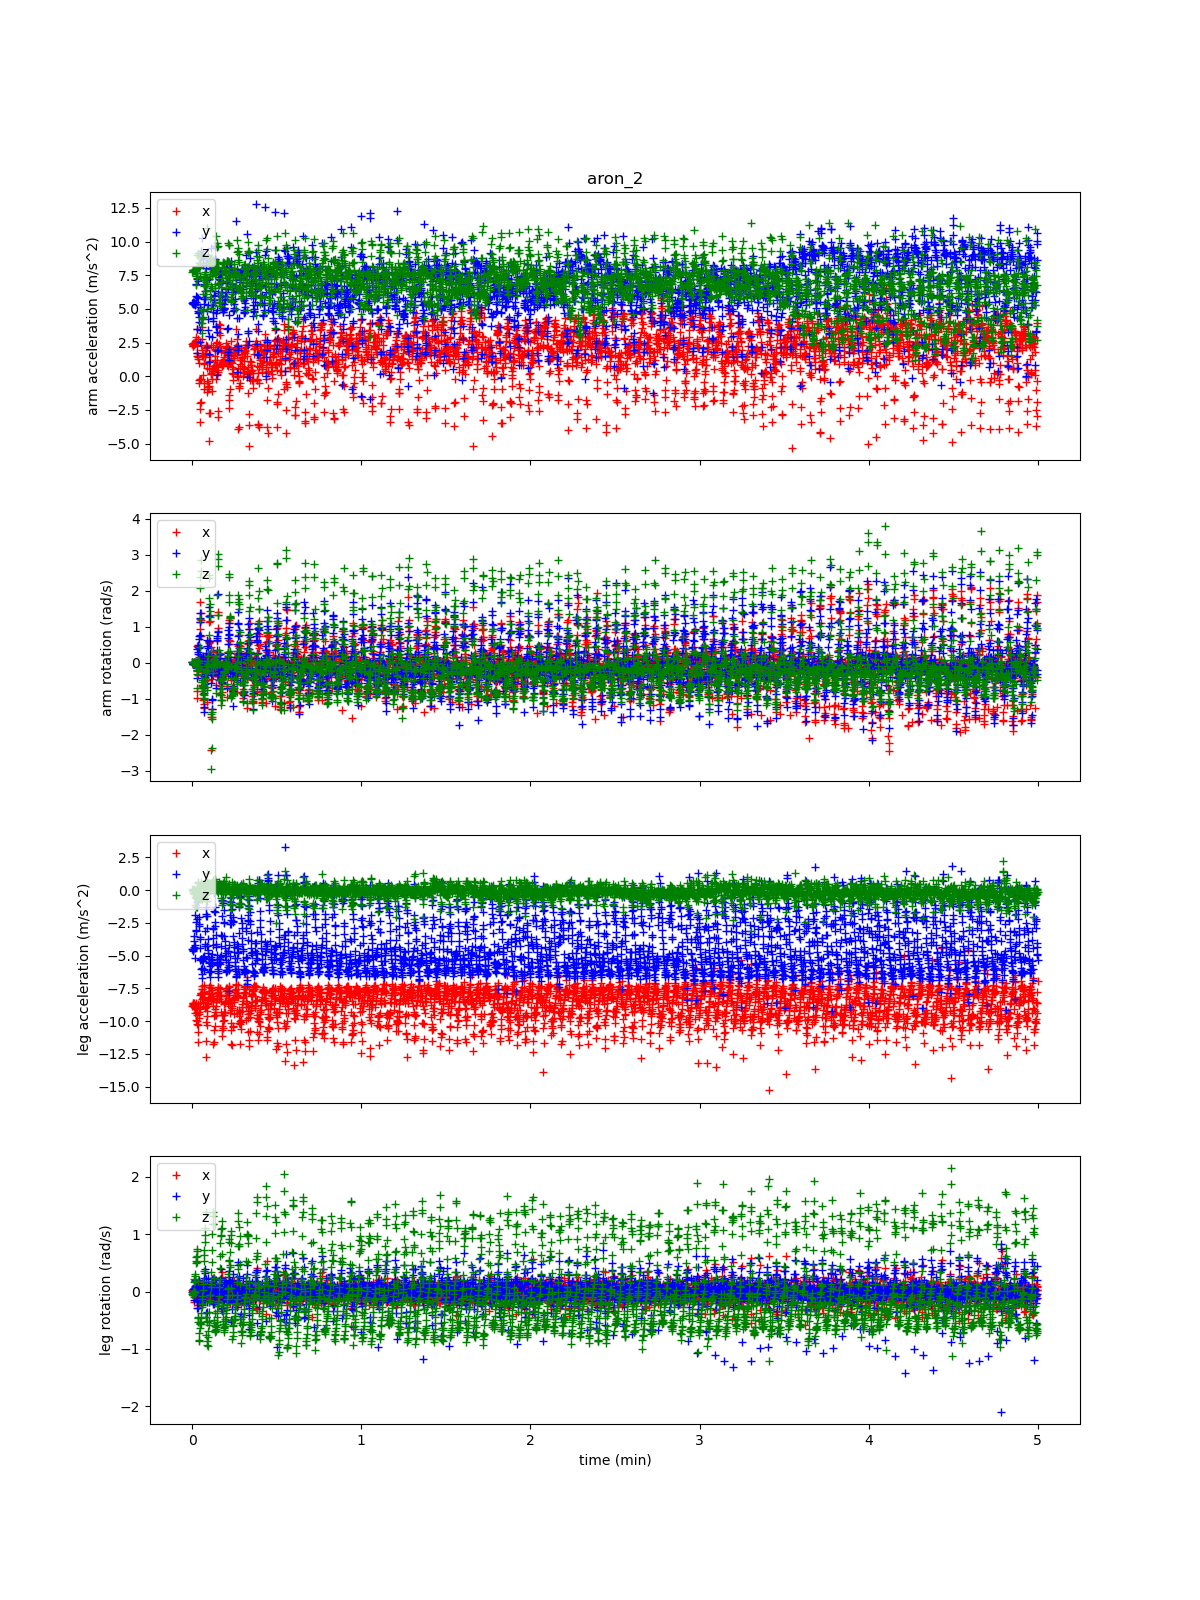 aron_2
arm acceleration (m/s^2)
12.5
10.0
7.5
5.0
2.5
0.0
−2.5
−5.0
x
y
z
arm rotation (rad/s)
4
3
2
1
0
−1
−2
−3
x
y
z
leg acceleration (m/s^2)
2.5
0.0
−2.5
−5.0
−7.5
−10.0
−12.5
−15.0
x
y
z
leg rotation (rad/s)
2
1
0
−1
−2
x
y
z
0 1 2 3 4 5
time (min)